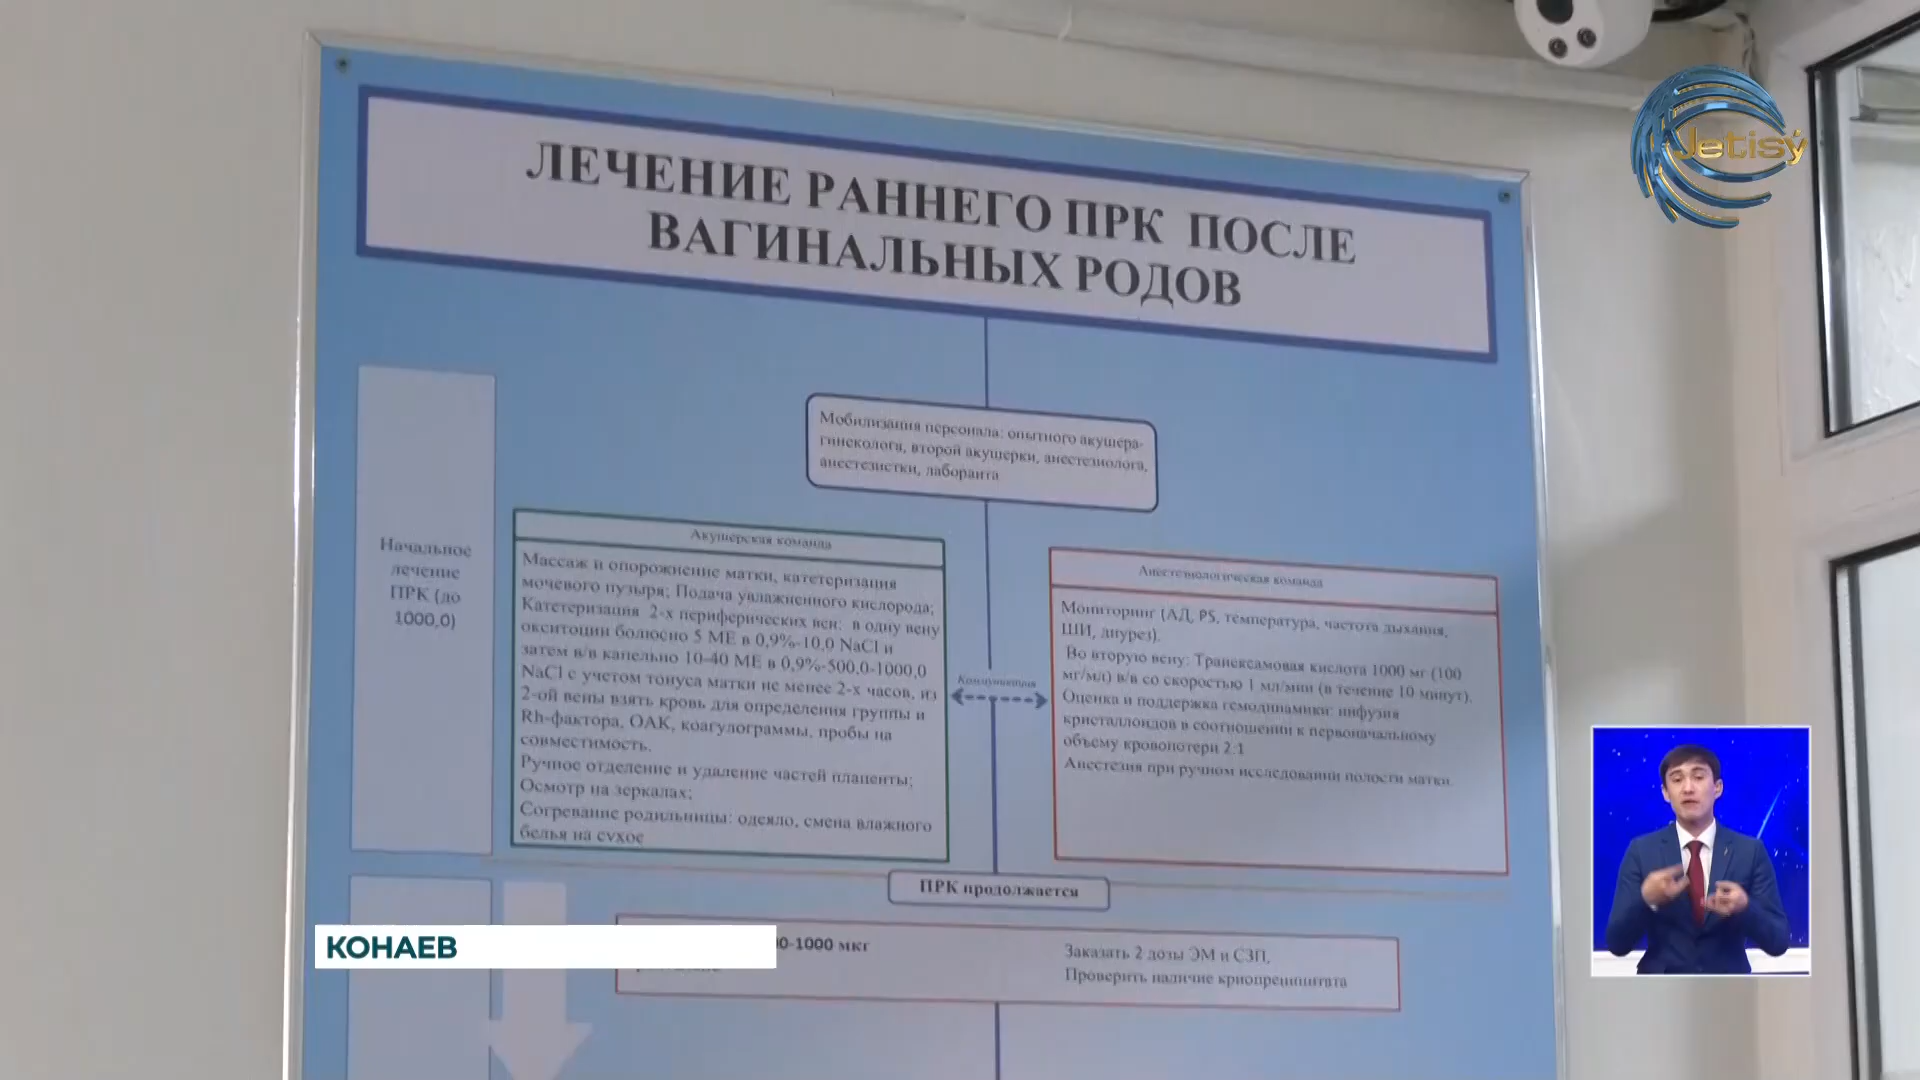 Jetisý
ЛЕЧЕНИЕ РАННЕГО ПРК ПОСЛЕ
ВАГИНАЛЬНЫХ РОДОВ
Мобилизация персонала: опытного акушера-
гинеколога, второй акушерки, анестезиолога,
анестезистки, лаборанта
Начальное
лечение
ПРК (до
1000,0)
Акушерская команда
Массаж и опорожнение матки, катетеризация
мочевого пузыря; Подача увлажненного кислорода;
Катетеризация 2-х периферических вен: в одну вену
окситоцин болюсно 5 МЕ в 0,9%-10,0 NaCl и
затем в/в капельно 10-40 МЕ в 0,9%-500,0-1000,0
NaCl с учетом тонуса матки не менее 2-х часов, из
2-ой вены взять кровь для определения группы и
Rh-фактора, ОАК, коагулограммы, пробы на
совместимость.
Ручное отделение и удаление частей плаценты;
Осмотр на зеркалах;
Согревание родильницы: одеяло, смена влажного
белья на сухое
Коммуникация
Анестезиологическая команда
Мониторинг (АД, PS, температура, частота дыхания,
ШИ, диурез).
Во вторую вену: Транексамовая кислота 1000 мг (100
мг/мл) в/в со скоростью 1 мл/мин (в течение 10 минут).
Оценка и поддержка гемодинамики: инфузия
кристаллоидов в соотношении к первоначальному
объему кровопотери 2:1
Анестезия при ручном исследовании полости матки.
ПРК продолжается
0-1000 мкг
Заказать 2 дозы ЭМ и СЗП,
Проверить наличие криопреципитата
КОНАЕВ